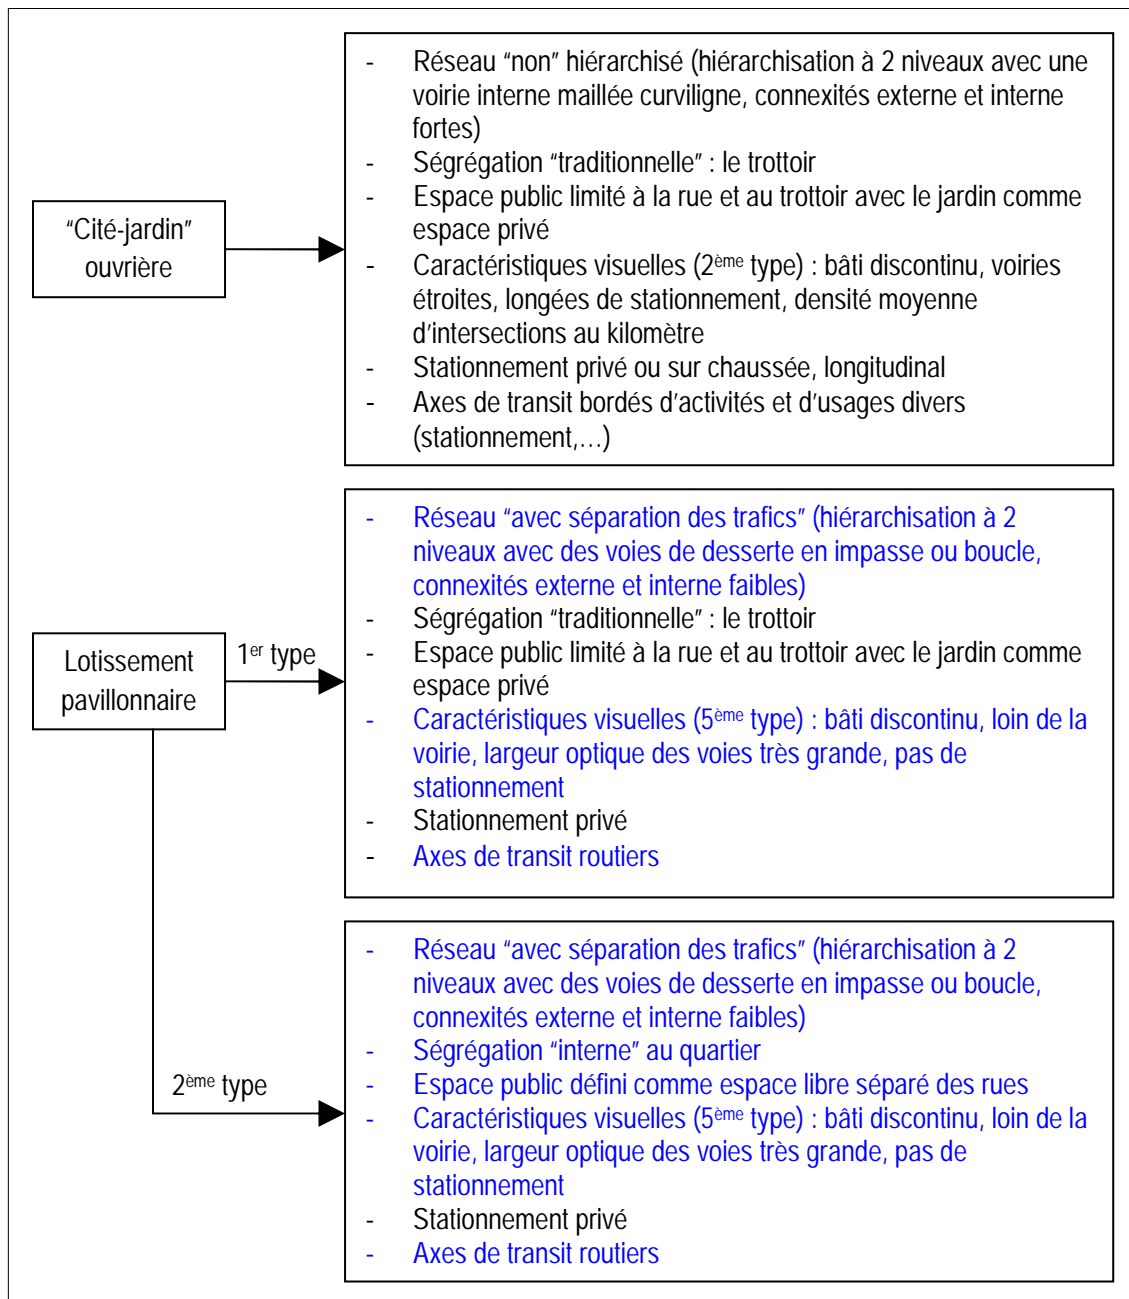 "Cité-jardin"
ouvrière
- Réseau "non" hiérarchisé (hiérarchisation à 2 niveaux avec une
voirie interne maillée curviligne, connexités externe et interne
fortes)
- Ségrégation "traditionnelle" : le trottoir
- Espace public limité à la rue et au trottoir avec le jardin comme
espace privé
- Caractéristiques visuelles (2ème type) : bâti discontinu, voiries
étroites, longées de stationnement, densité moyenne
d'intersections au kilomètre
- Stationnement privé ou sur chaussée, longitudinal
- Axes de transit bordés d'activités et d'usages divers
(stationnement,…)
Lotissement
pavillonnaire
1er type
- Réseau "avec séparation des trafics" (hiérarchisation à 2
niveaux avec des voies de desserte en impasse ou boucle,
connexités externe et interne faibles)
- Ségrégation "traditionnelle" : le trottoir
- Espace public limité à la rue et au trottoir avec le jardin comme
espace privé
- Caractéristiques visuelles (5ème type) : bâti discontinu, loin de la
voirie, largeur optique des voies très grande, pas de
stationnement
- Stationnement privé
- Axes de transit routiers
2ème type
- Réseau "avec séparation des trafics" (hiérarchisation à 2
niveaux avec des voies de desserte en impasse ou boucle,
connexités externe et interne faibles)
- Ségrégation "interne" au quartier
- Espace public défini comme espace libre séparé des rues
- Caractéristiques visuelles (5ème type) : bâti discontinu, loin de la
voirie, largeur optique des voies très grande, pas de
stationnement
- Stationnement privé
- Axes de transit routiers